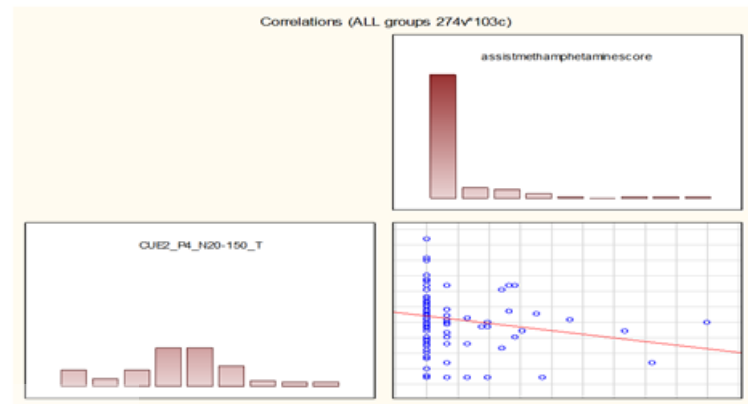 Correlations (ALL groups 274v*103c)
assistmethamphetaminescore
CUE2_P4_N20-150_T